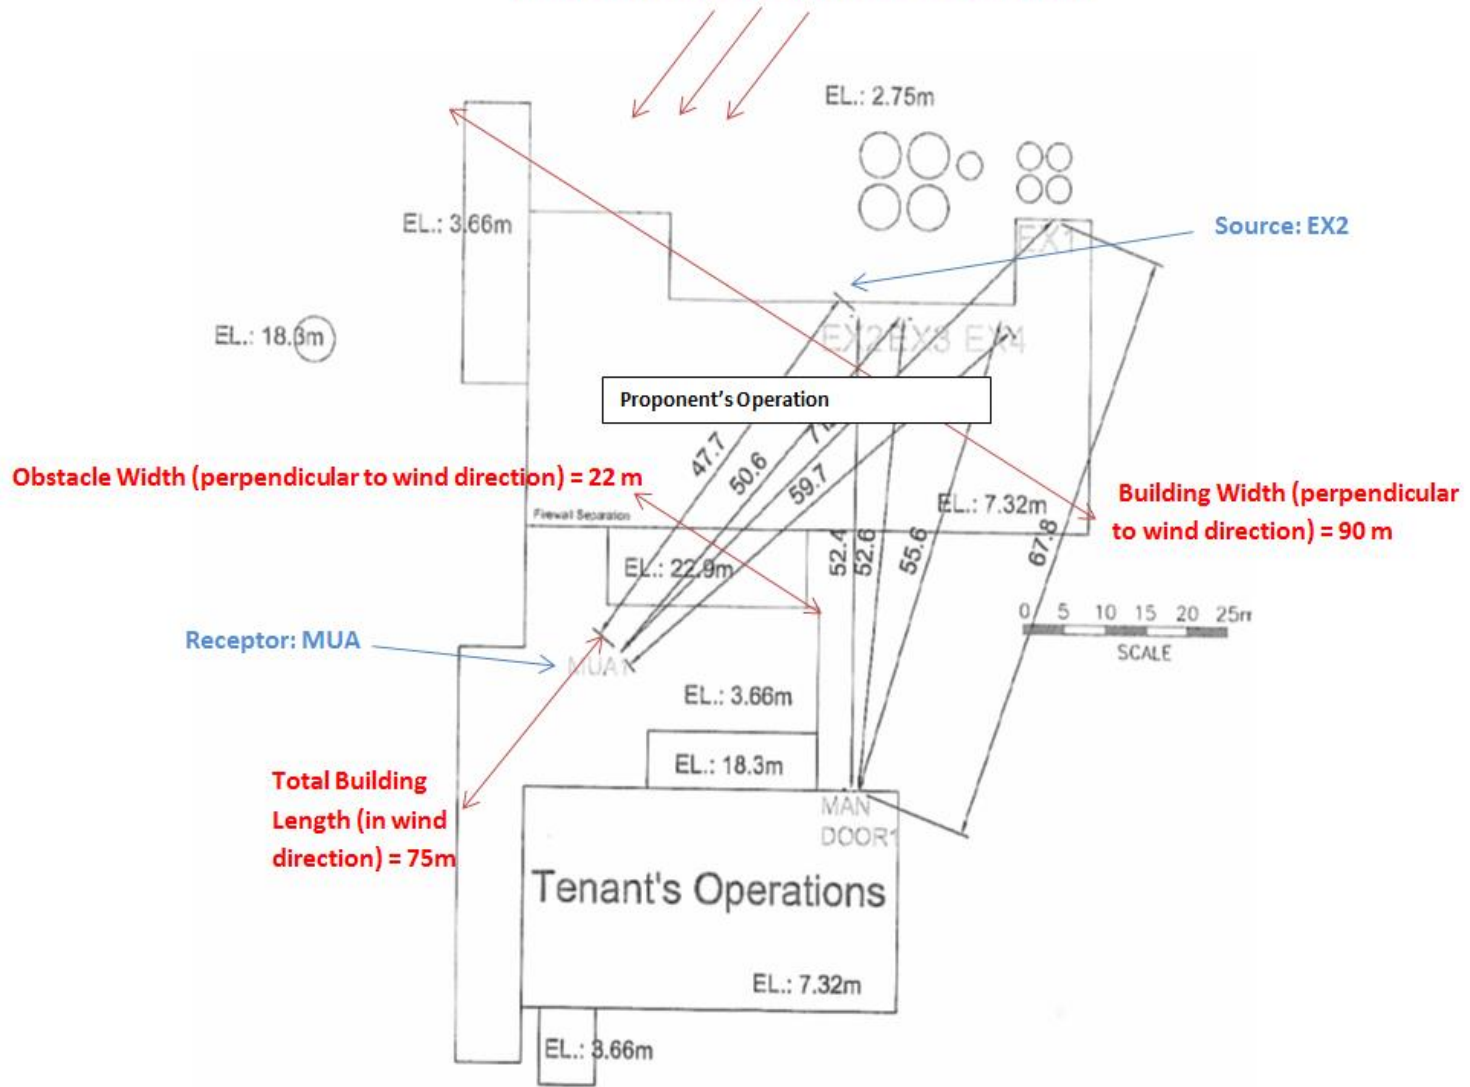 EL.: 2.75m
EL.: 3.66m
Source: EX2
EX1
EL.: 18.3m
EX2
EX3
EX4
Proponent's Operation
47.7
50.6
59.7
Obstacle Width (perpendicular to wind direction) = 22 m
EL.: 7.32m
Building Width (perpendicular
to wind direction) = 90 m
Firewall Separation
52.4
52.6
55.6
67.8
EL.: 22.9m
0 5 10 15 20 25m
SCALE
Receptor: MUA
MUA1
EL.: 3.66m
EL.: 18.3m
Total Building
Length (in wind
direction) = 75m
MAN
DOOR1
Tenant's Operations
EL.: 7.32m
EL.: 3.66m